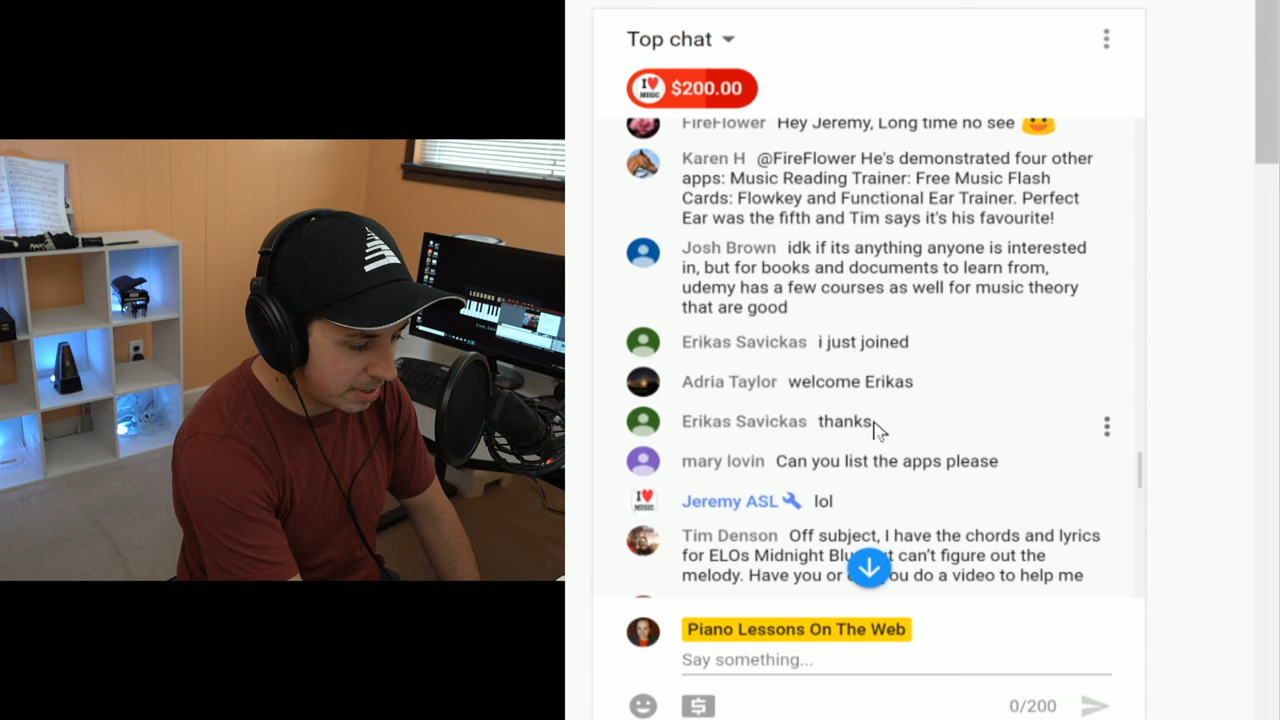 Top chat
I ♥ MUSIC $200.00
FireFlower Hey Jeremy, Long time no see
Karen H @FireFlower He's demonstrated four other
apps: Music Reading Trainer: Free Music Flash
Cards: Flowkey and Functional Ear Trainer. Perfect
Ear was the fifth and Tim says it's his favourite!
Josh Brown idk if its anything anyone is interested
in, but for books and documents to learn from,
udemy has a few courses as well for music theory
that are good
Erikas Savickas i just joined
Adria Taylor welcome Erikas
Erikas Savickas thanks
mary lovin Can you list the apps please
I ♥ MUSIC Jeremy ASL lol
Tim Denson Off subject, I have the chords and lyrics
for ELOs Midnight Blu t can't figure out the
melody. Have you or ou do a video to help me
Piano Lessons On The Web
Say something...
0/200
LESSONS